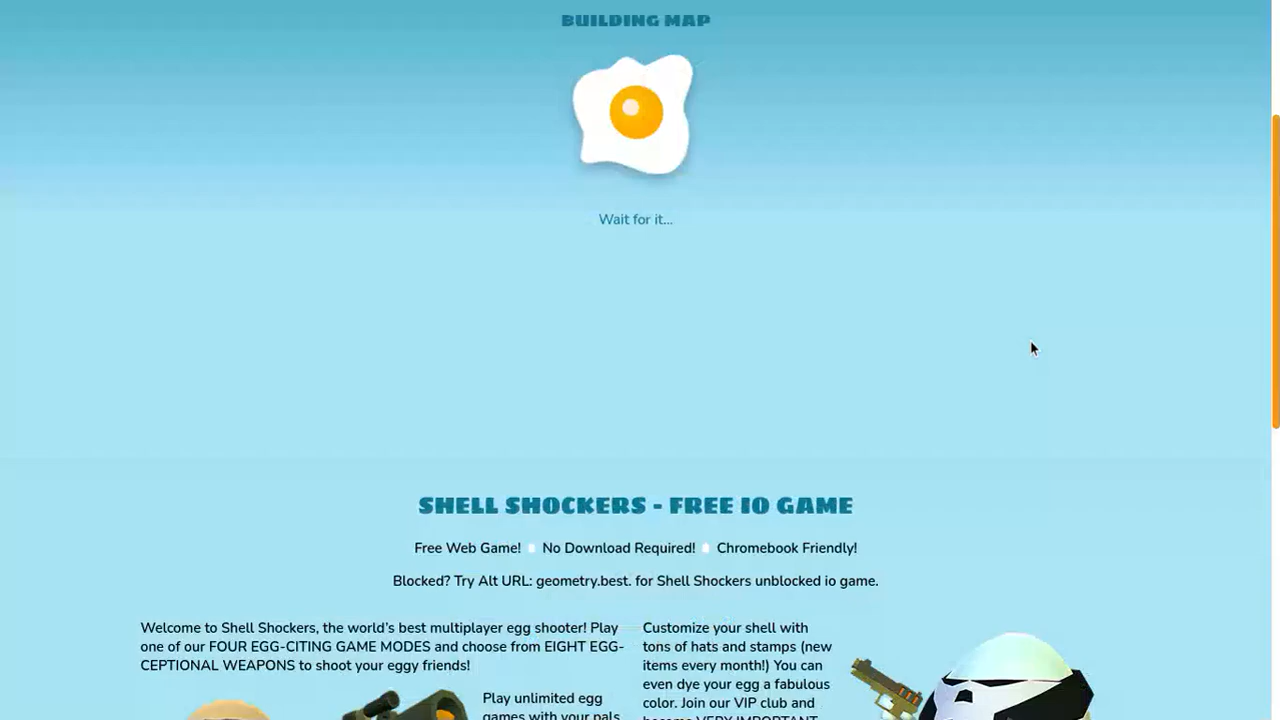 BUILDING MAP
Wait for it...
SHELL SHOCKERS - FREE IO GAME
Free Web Game! No Download Required! Chromebook Friendly!
Blocked? Try Alt URL: geometry.best. for Shell Shockers unblocked io game.
Welcome to Shell Shockers, the world's best multiplayer egg shooter! Play
one of our FOUR EGG-CITING GAME MODES and choose from EIGHT EGG-
CEPTIONAL WEAPONS to shoot your eggy friends!
Play unlimited egg
games with your pals
Customize your shell with
tons of hats and stamps (new
items every month!) You can
even dye your egg a fabulous
color. Join our VIP club and
become VERY IMPORTANT